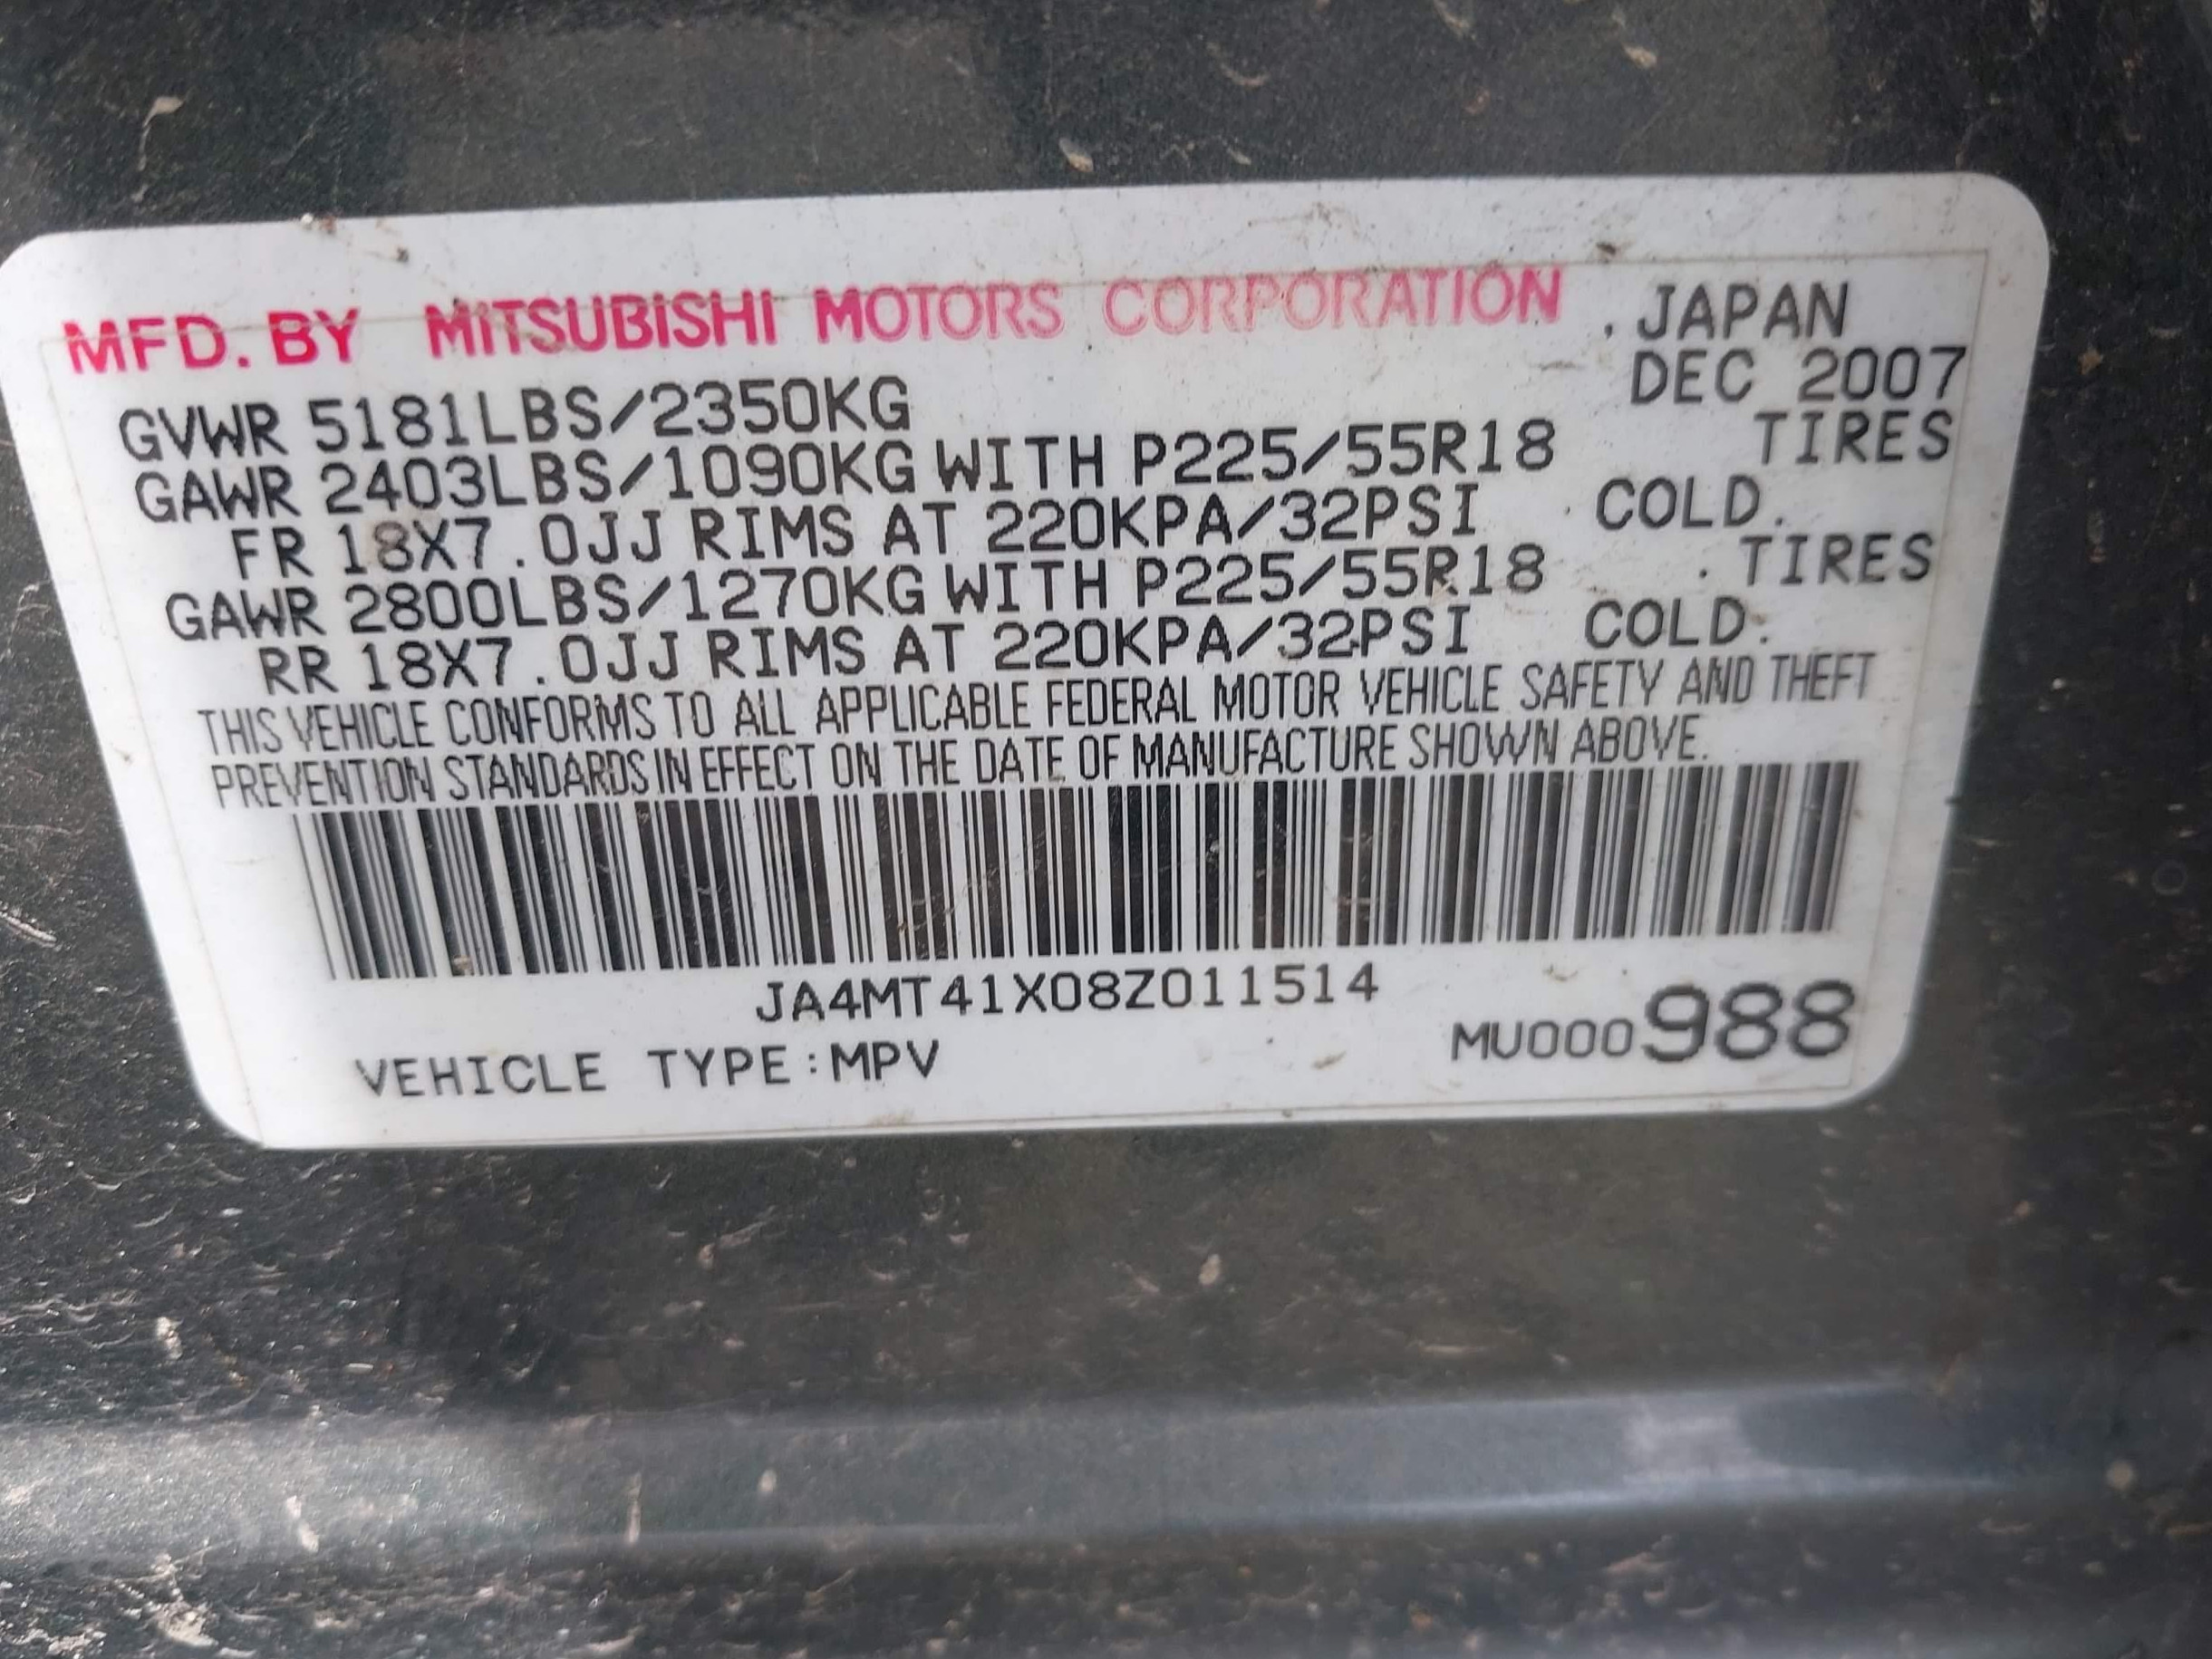 MFD. BY MITSUBISHI MOTORS CORPORATION , JAPAN
DEC 2007
GVWR 5181LBS/2350KG
GAWR 2403LBS/1090KG WITH P225/55R18 TIRES
FR 18X7.0JJ RIMS AT 220KPA/32PSI COLD.
GAWR 2800LBS/1270KG WITH P225/55R18 TIRES
RR 18X7.0JJ RIMS AT 220KPA/32PSI COLD.
THIS VEHICLE CONFORMS TO ALL APPLICABLE FEDERAL MOTOR VEHICLE SAFETY AND THEFT
PREVENTION STANDARDS IN EFFECT ON THE DATE OF MANUFACTURE SHOWN ABOVE.
JA4MT41X08Z011514
MU000988
VEHICLE TYPE:MPV